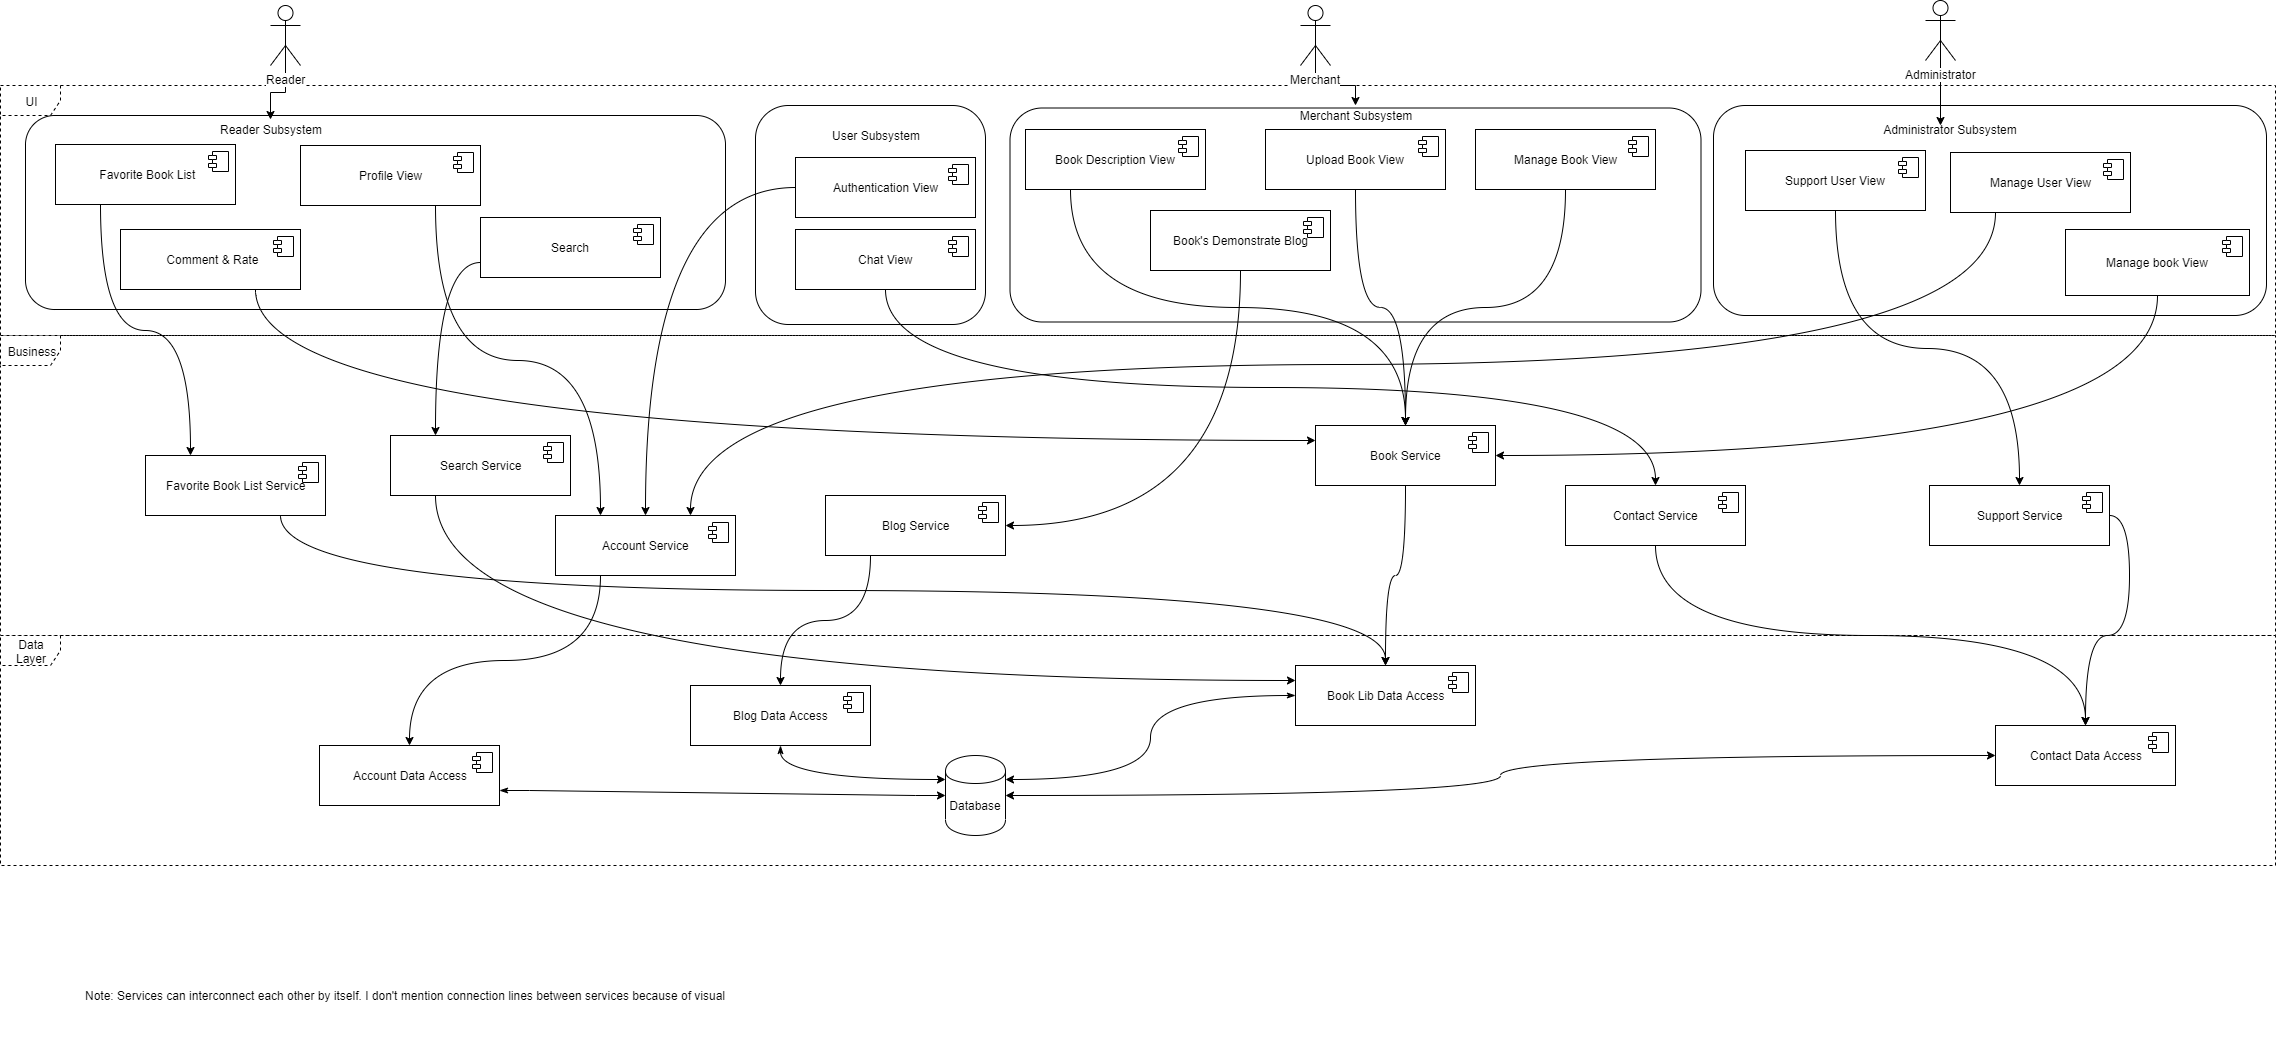 Reader
Merchant
Administrator
UI
Reader Subsystem
Favorite Book List
Profile View
Search
Comment & Rate
User Subsystem
Authentication View
Chat View
Merchant Subsystem
Book Description View
Upload Book View
Manage Book View
Book's Demonstrate Blog
Administrator Subsystem
Support User View
Manage User View
Manage book View
Business
Favorite Book List Service
Search Service
Account Service
Blog Service
Book Service
Contact Service
Support Service
Data
Layer
Account Data Access
Blog Data Access
Database
Book Lib Data Access
Contact Data Access
Note: Services can interconnect each other by itself. I don't mention connection lines between services because of visual